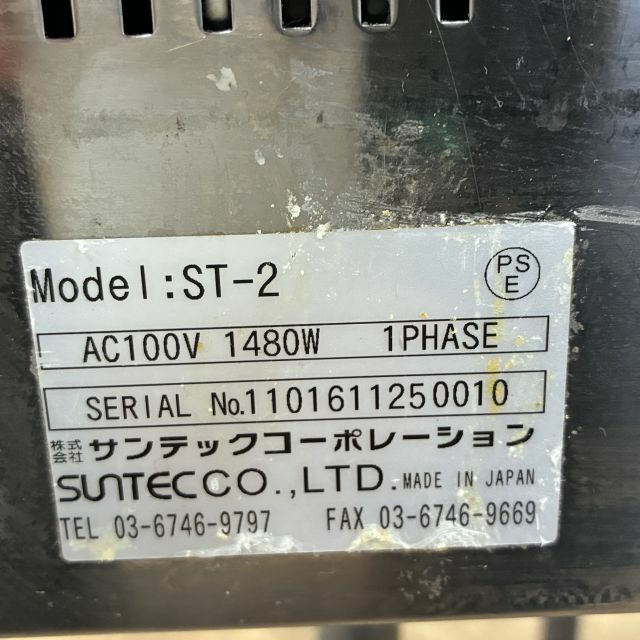 Model:ST-2
PS
E
AC100V 1480W 1PHASE
SERIAL No.1101611250010
株式会社 サンテックコーポレーション
SUNTECCO.,LTD. MADE IN JAPAN
TEL 03-6746-9797 FAX 03-6746-9669